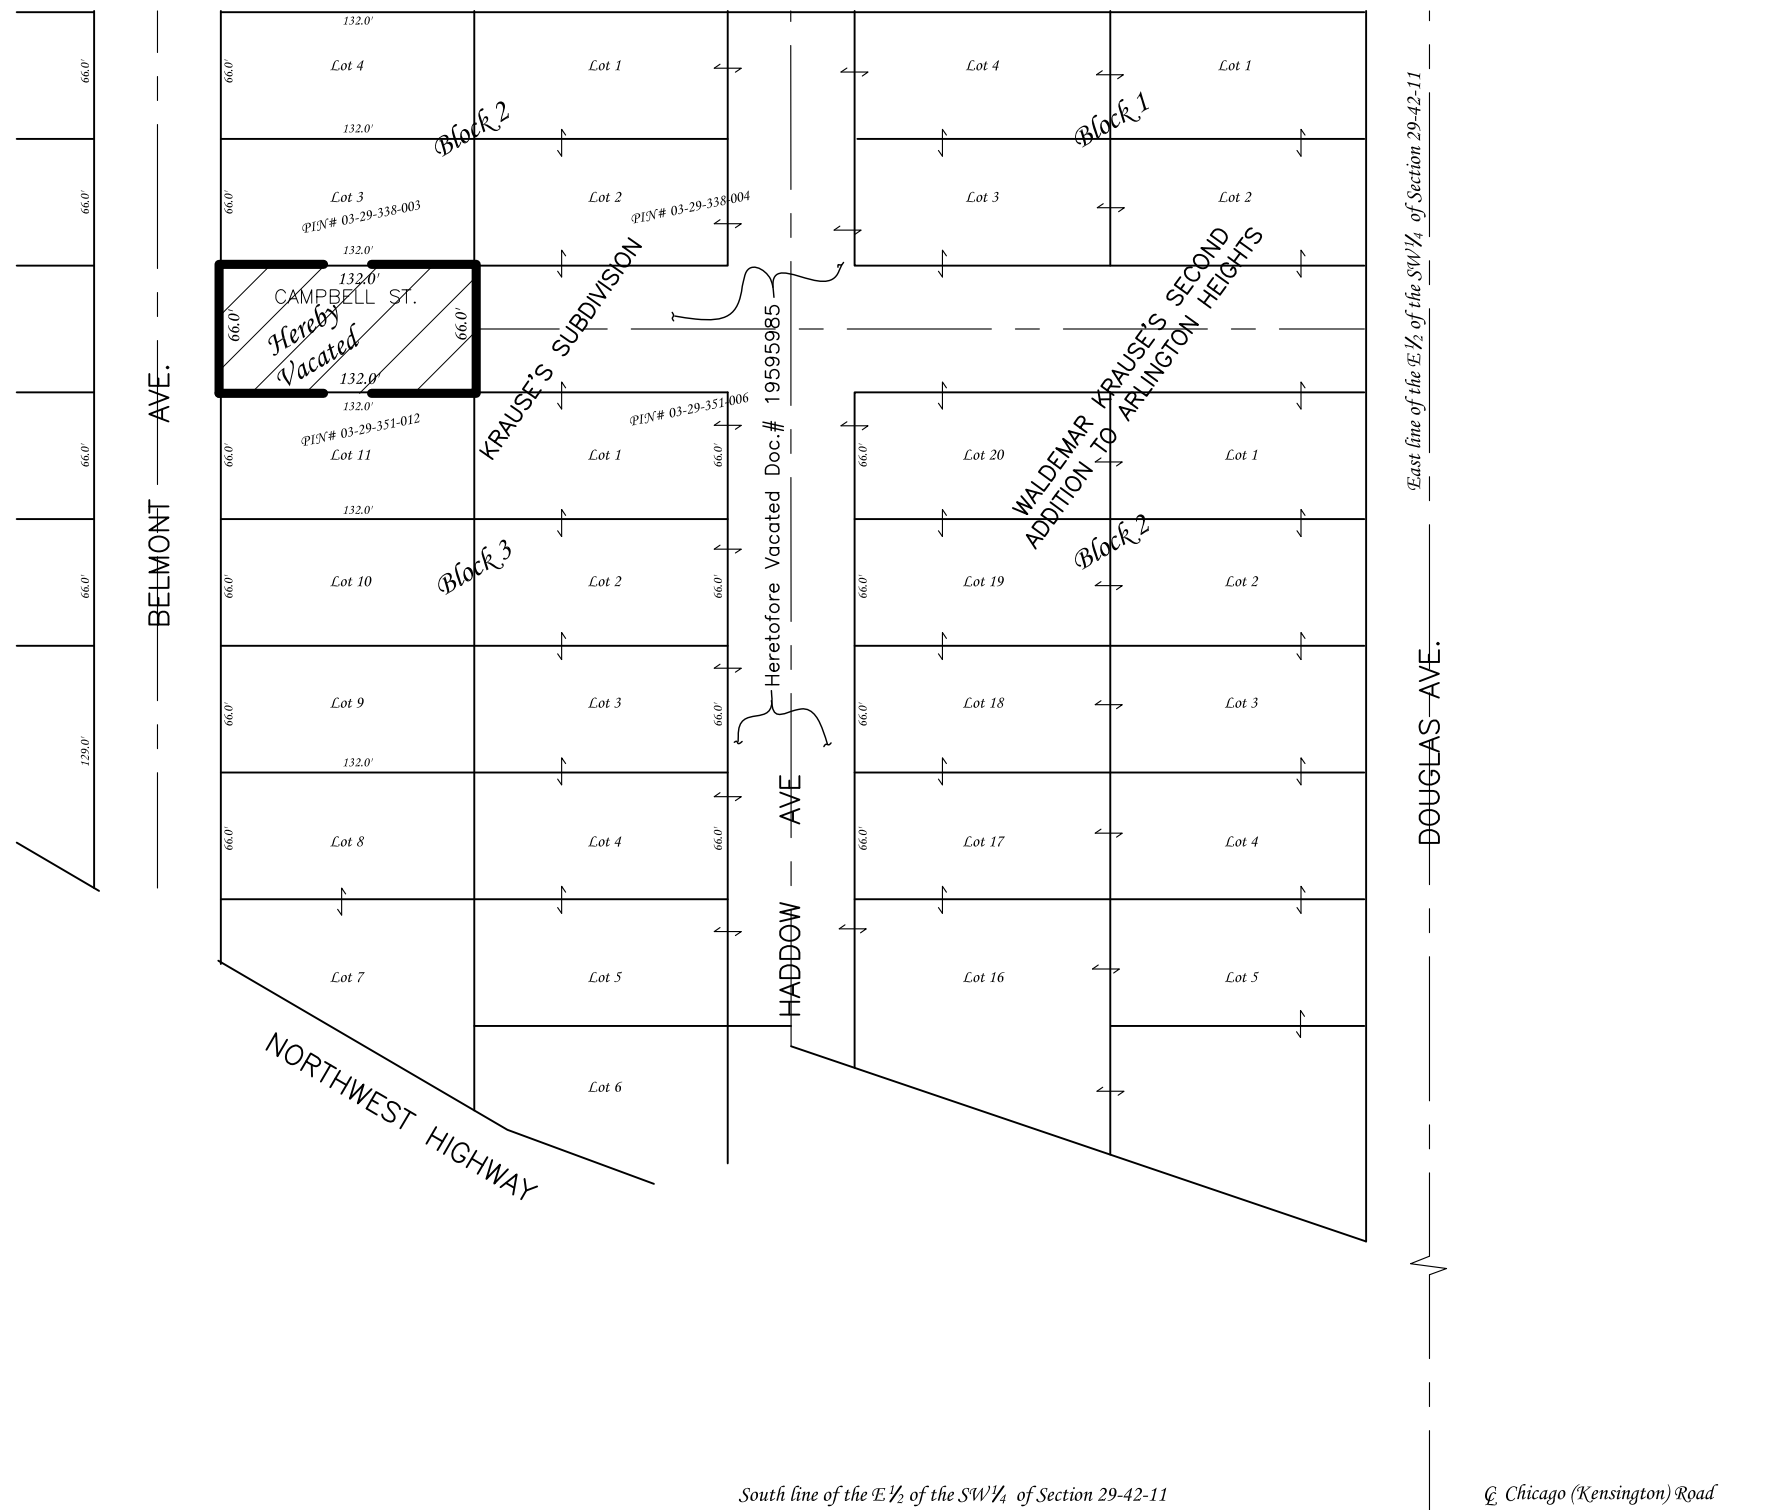 132.0'
66.0'
66.0'
Lot 4
Lot 1
Lot 4
Lot 1
Block 2
Block 1
132.0'
66.0'
66.0'
Lot 3
Lot 2
Lot 3
Lot 2
PIN# 03-29-338-003
PIN# 03-29-338-004
132.0'
132.0'
CAMPBELL ST.
66.0'
66.0'
Hereby
Vacated
132.0'
132.0'
KRAUSE'S SUBDIVISION
WALDEMAR KRAUSE'S SECOND
ADDITION TO ARLINGTON HEIGHTS
East line of the E 1/2 of the SW 1/4 of Section 29-42-11
BELMONT AVE.
Heretofore Vacated Doc.# 19595985
PIN# 03-29-351-012
PIN# 03-29-351-006
66.0'
66.0'
Lot 11
Lot 1
66.0'
66.0'
Lot 20
Lot 1
132.0'
Block 3
Block 2
66.0'
66.0'
Lot 10
Lot 2
66.0'
66.0'
Lot 19
Lot 2
66.0'
Lot 9
Lot 3
66.0'
66.0'
Lot 18
Lot 3
129.0'
132.0'
66.0'
Lot 8
Lot 4
66.0'
66.0'
Lot 17
Lot 4
HADDOW AVE
DOUGLAS AVE.
Lot 7
Lot 5
Lot 16
Lot 5
Lot 6
NORTHWEST HIGHWAY
South line of the E 1/2 of the SW 1/4 of Section 29-42-11
℄ Chicago (Kensington) Road